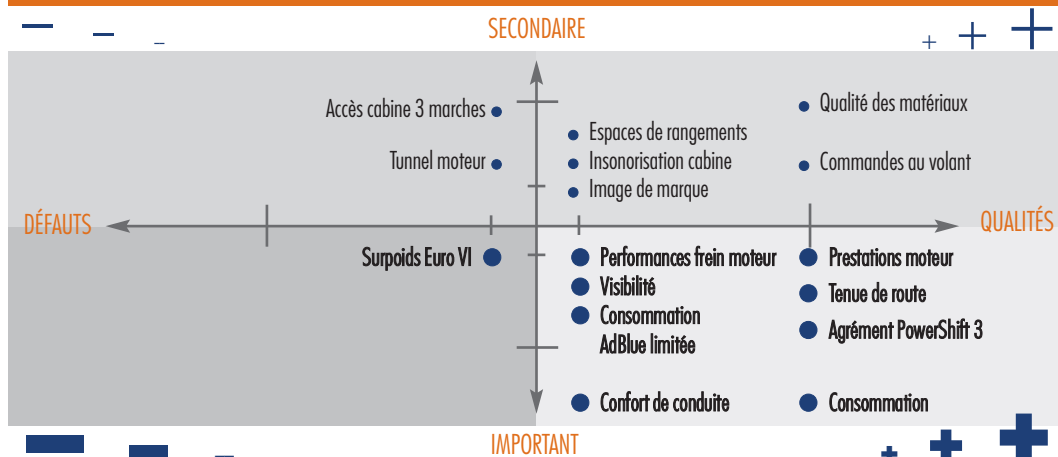 SECONDAIRE
Accès cabine 3 marches
Tunnel moteur
Espaces de rangements
Insonorisation cabine
Image de marque
Qualité des matériaux
Commandes au volant
DÉFAUTS
QUALITÉS
Surpoids Euro VI
Performances frein moteur
Visibilité
Consommation
AdBlue limitée
Confort de conduite
Prestations moteur
Tenue de route
Agrément PowerShift 3
Consommation
IMPORTANT